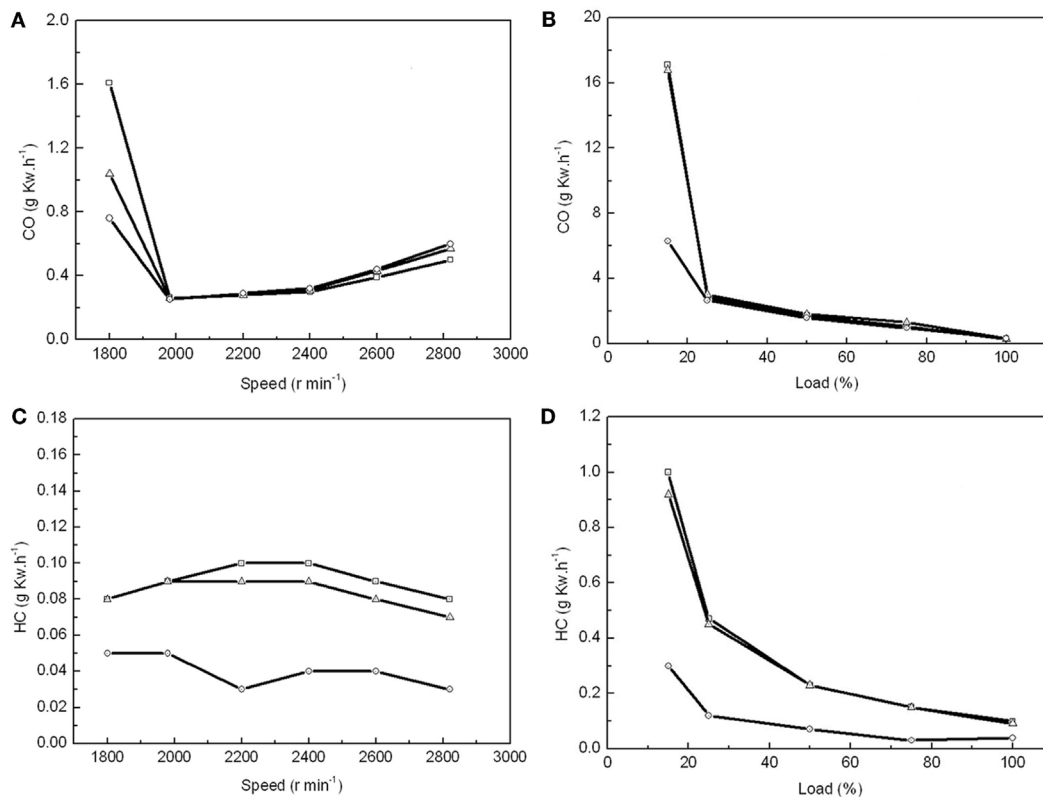 A
2.0
1.6
1.2
0.8
0.4
0.0
CO (g Kw.h⁻¹)
1800 2000 2200 2400 2600 2800 3000
Speed (r min⁻¹)
B
20
16
12
8
4
0
CO (g Kw.h⁻¹)
0 20 40 60 80 100
Load (%)
C
0.18
0.16
0.14
0.12
0.10
0.08
0.06
0.04
0.02
0.00
HC (g Kw.h⁻¹)
1800 2000 2200 2400 2600 2800 3000
Speed (r min⁻¹)
D
1.2
1.0
0.8
0.6
0.4
0.2
0.0
HC (g Kw.h⁻¹)
0 20 40 60 80 100
Load (%)